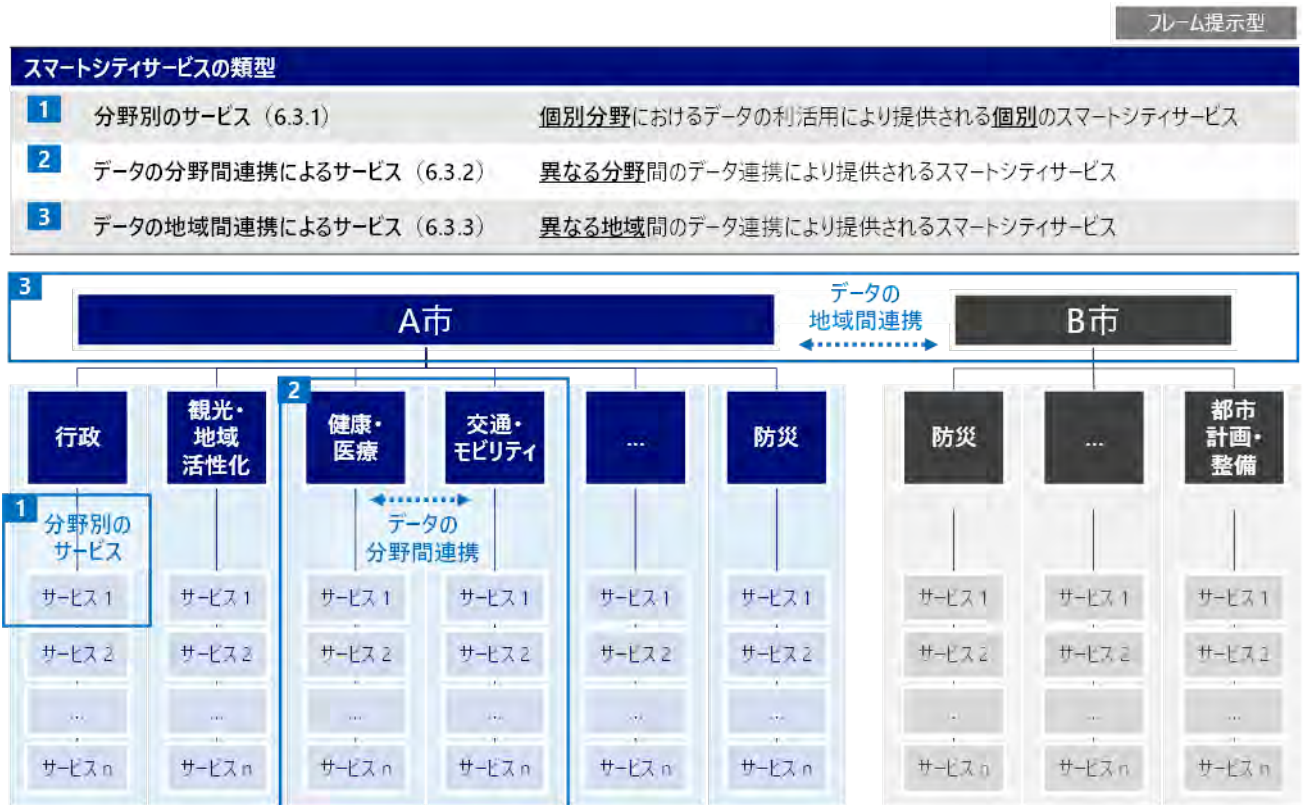 フレーム提示型
スマートシティサービスの類型
1 分野別のサービス（6.3.1） 個別分野におけるデータの利活用により提供される個別のスマートシティサービス
2 データの分野間連携によるサービス（6.3.2） 異なる分野間のデータ連携により提供されるスマートシティサービス
3 データの地域間連携によるサービス（6.3.3） 異なる地域間のデータ連携により提供されるスマートシティサービス
3
A市
データの
地域間連携
B市
行政
観光・
地域
活性化
2
健康・
医療
交通・
モビリティ
...
防災
防災
...
都市
計画・
整備
1
分野別の
サービス
データの
分野間連携
サービス1 サービス1 サービス1 サービス1 サービス1 サービス1 サービス1 サービス1 サービス1
サービス2 サービス2 サービス2 サービス2 サービス2 サービス2 サービス2 サービス2 サービス2
... ... ... ... ... ... ... ... ...
サービスn サービスn サービスn サービスn サービスn サービスn サービスn サービスn サービスn